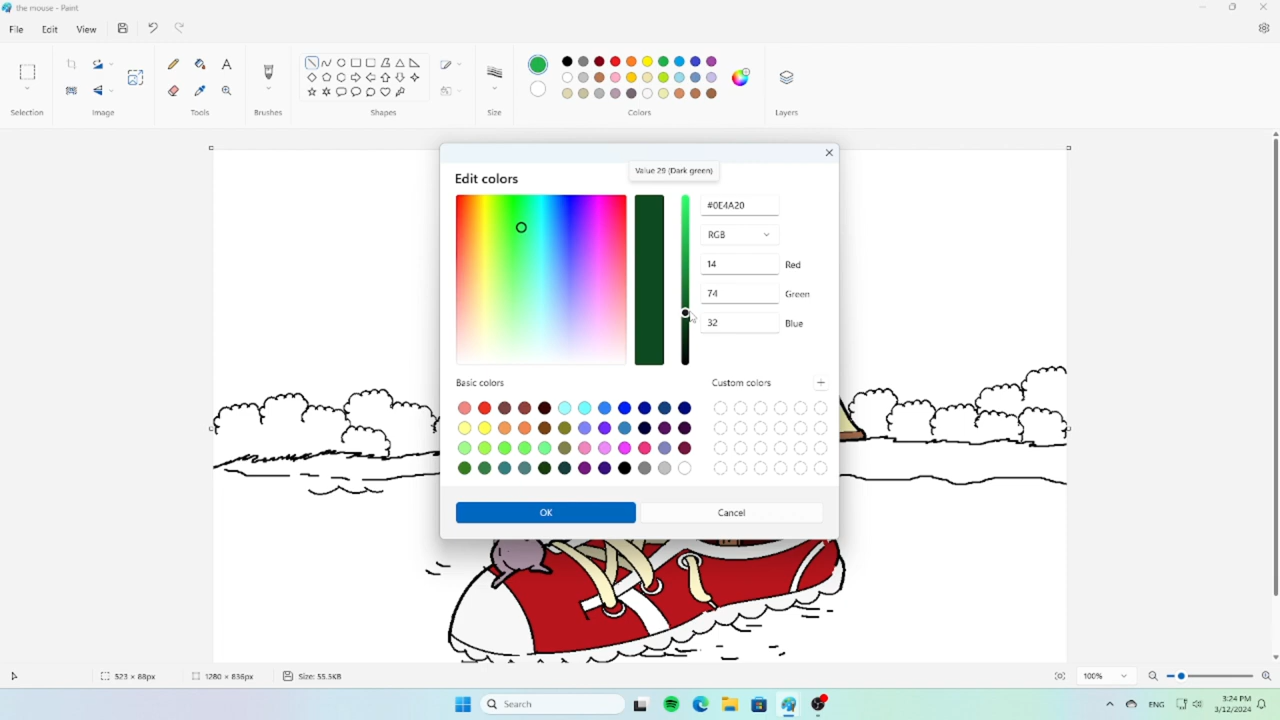 the mouse - Paint
File Edit View
Selection Image Tools Brushes Shapes Size Colors Layers
Value 29 (Dark green)
Edit colors
#0E4A20
RGB
14 Red
74 Green
32 Blue
Basic colors Custom colors
OK Cancel
523 × 88px 1280 × 836px Size: 55.5KB 100%
Search ENG 3:24 PM
3/12/2024